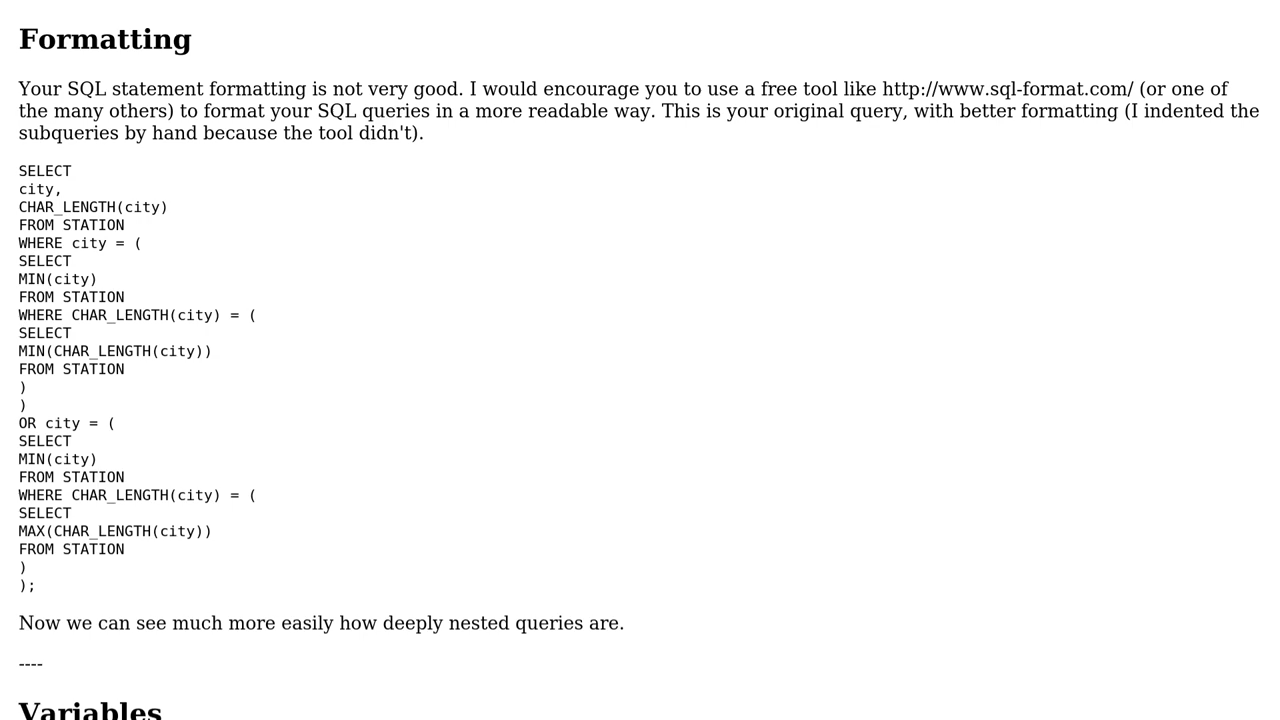 Formatting
Your SQL statement formatting is not very good. I would encourage you to use a free tool like http://www.sql-format.com/ (or one of
the many others) to format your SQL queries in a more readable way. This is your original query, with better formatting (I indented the
subqueries by hand because the tool didn't).
SELECT
city,
CHAR_LENGTH(city)
FROM STATION
WHERE city = (
SELECT
MIN(city)
FROM STATION
WHERE CHAR_LENGTH(city) = (
SELECT
MIN(CHAR_LENGTH(city))
FROM STATION
)
)
OR city = (
SELECT
MIN(city)
FROM STATION
WHERE CHAR_LENGTH(city) = (
SELECT
MAX(CHAR_LENGTH(city))
FROM STATION
)
);
Now we can see much more easily how deeply nested queries are.
----
Variables